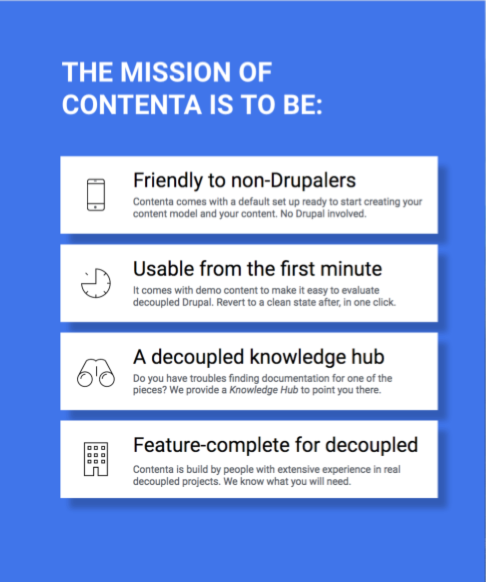 THE MISSION OF
CONTENTA IS TO BE:
Friendly to non-Drupalers
Contenta comes with a default set up ready to start creating your
content model and your content. No Drupal involved.
Usable from the first minute
It comes with demo content to make it easy to evaluate
decoupled Drupal. Revert to a clean state after, in one click.
A decoupled knowledge hub
Do you have troubles finding documentation for one of the
pieces? We provide a Knowledge Hub to point you there.
Feature-complete for decoupled
Contenta is build by people with extensive experience in real
decoupled projects. We know what you will need.